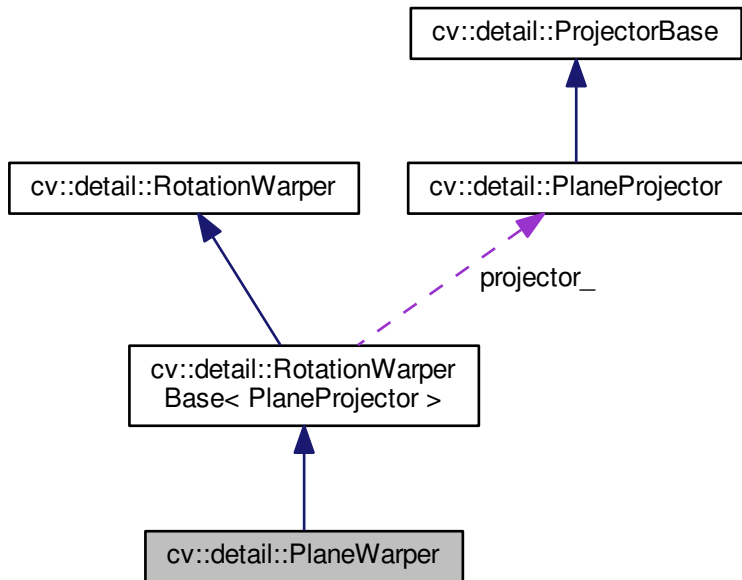 cv::detail::ProjectorBase
cv::detail::RotationWarper
cv::detail::PlaneProjector
projector_
cv::detail::RotationWarper
Base< PlaneProjector >
cv::detail::PlaneWarper